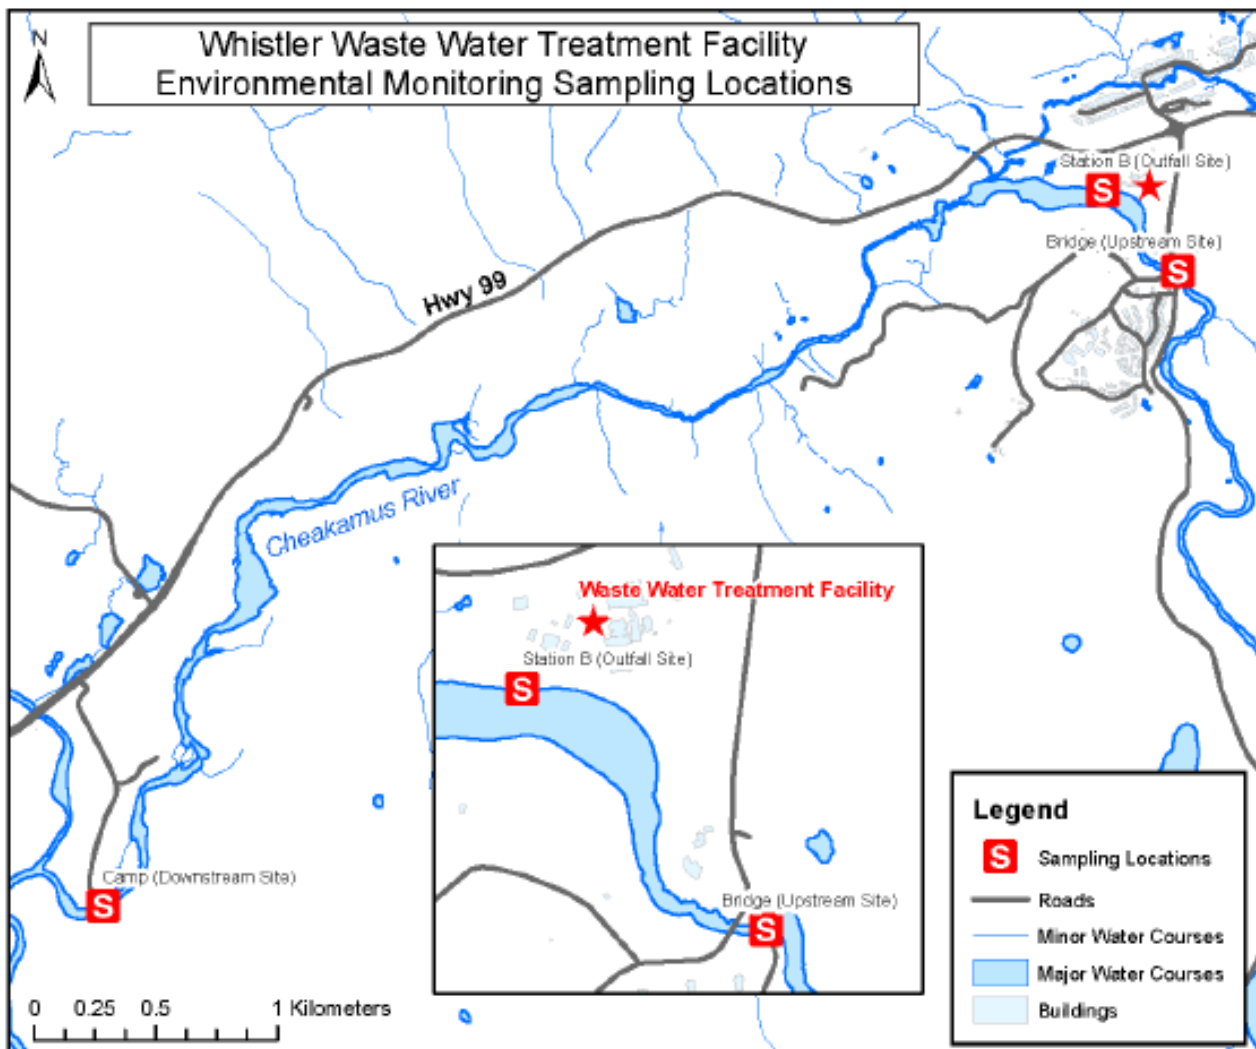 N
Whistler Waste Water Treatment Facility
Environmental Monitoring Sampling Locations
Station B (Outfall Site)
S
Bridge (Upstream Site)
S
Hwy 99
Cheakamus River
Waste Water Treatment Facility
Station B (Outfall Site)
S
Bridge (Upstream Site)
S
Camp (Downstream Site)
S
Legend
S Sampling Locations
Roads
Minor Water Courses
Major Water Courses
Buildings
0 0.25 0.5 1 Kilometers